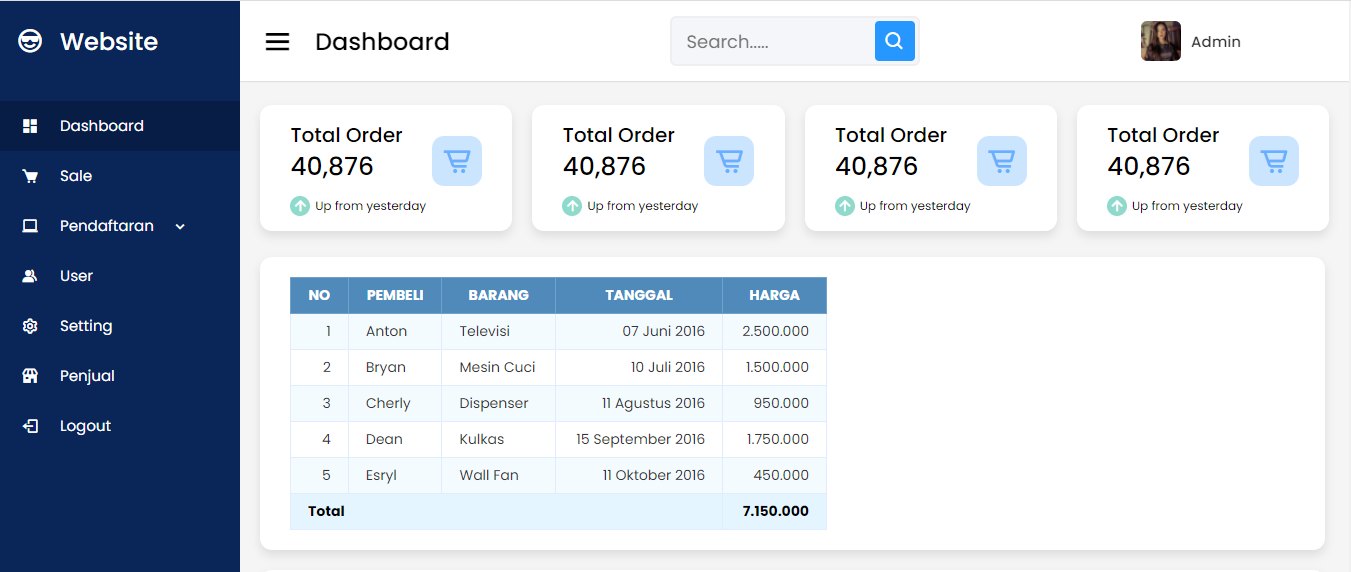 Website
Dashboard
Search.....
Admin
Dashboard
Sale
Pendaftaran
User
Setting
Penjual
Logout
Total Order
40,876
Up from yesterday
Total Order
40,876
Up from yesterday
Total Order
40,876
Up from yesterday
Total Order
40,876
Up from yesterday
NO PEMBELI BARANG TANGGAL HARGA
1 Anton Televisi 07 Juni 2016 2.500.000
2 Bryan Mesin Cuci 10 Juli 2016 1.500.000
3 Cherly Dispenser 11 Agustus 2016 950.000
4 Dean Kulkas 15 September 2016 1.750.000
5 Esryl Wall Fan 11 Oktober 2016 450.000
Total 7.150.000